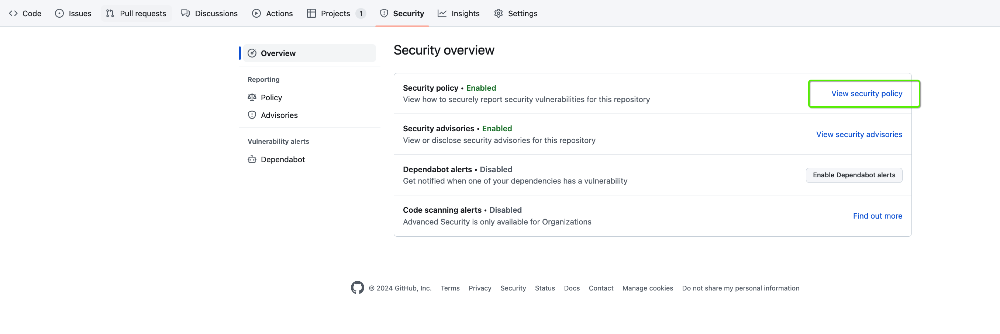 Code Issues Pull requests Discussions Actions Projects 1 Security Insights Settings
Overview
Reporting
Policy
Advisories
Vulnerability alerts
Dependabot
Security overview
Security policy • Enabled
View how to securely report security vulnerabilities for this repository
View security policy
Security advisories • Enabled
View or disclose security advisories for this repository
View security advisories
Dependabot alerts • Disabled
Get notified when one of your dependencies has a vulnerability
Enable Dependabot alerts
Code scanning alerts • Disabled
Advanced Security is only available for Organizations
Find out more
© 2024 GitHub, Inc. Terms Privacy Security Status Docs Contact Manage cookies Do not share my personal information